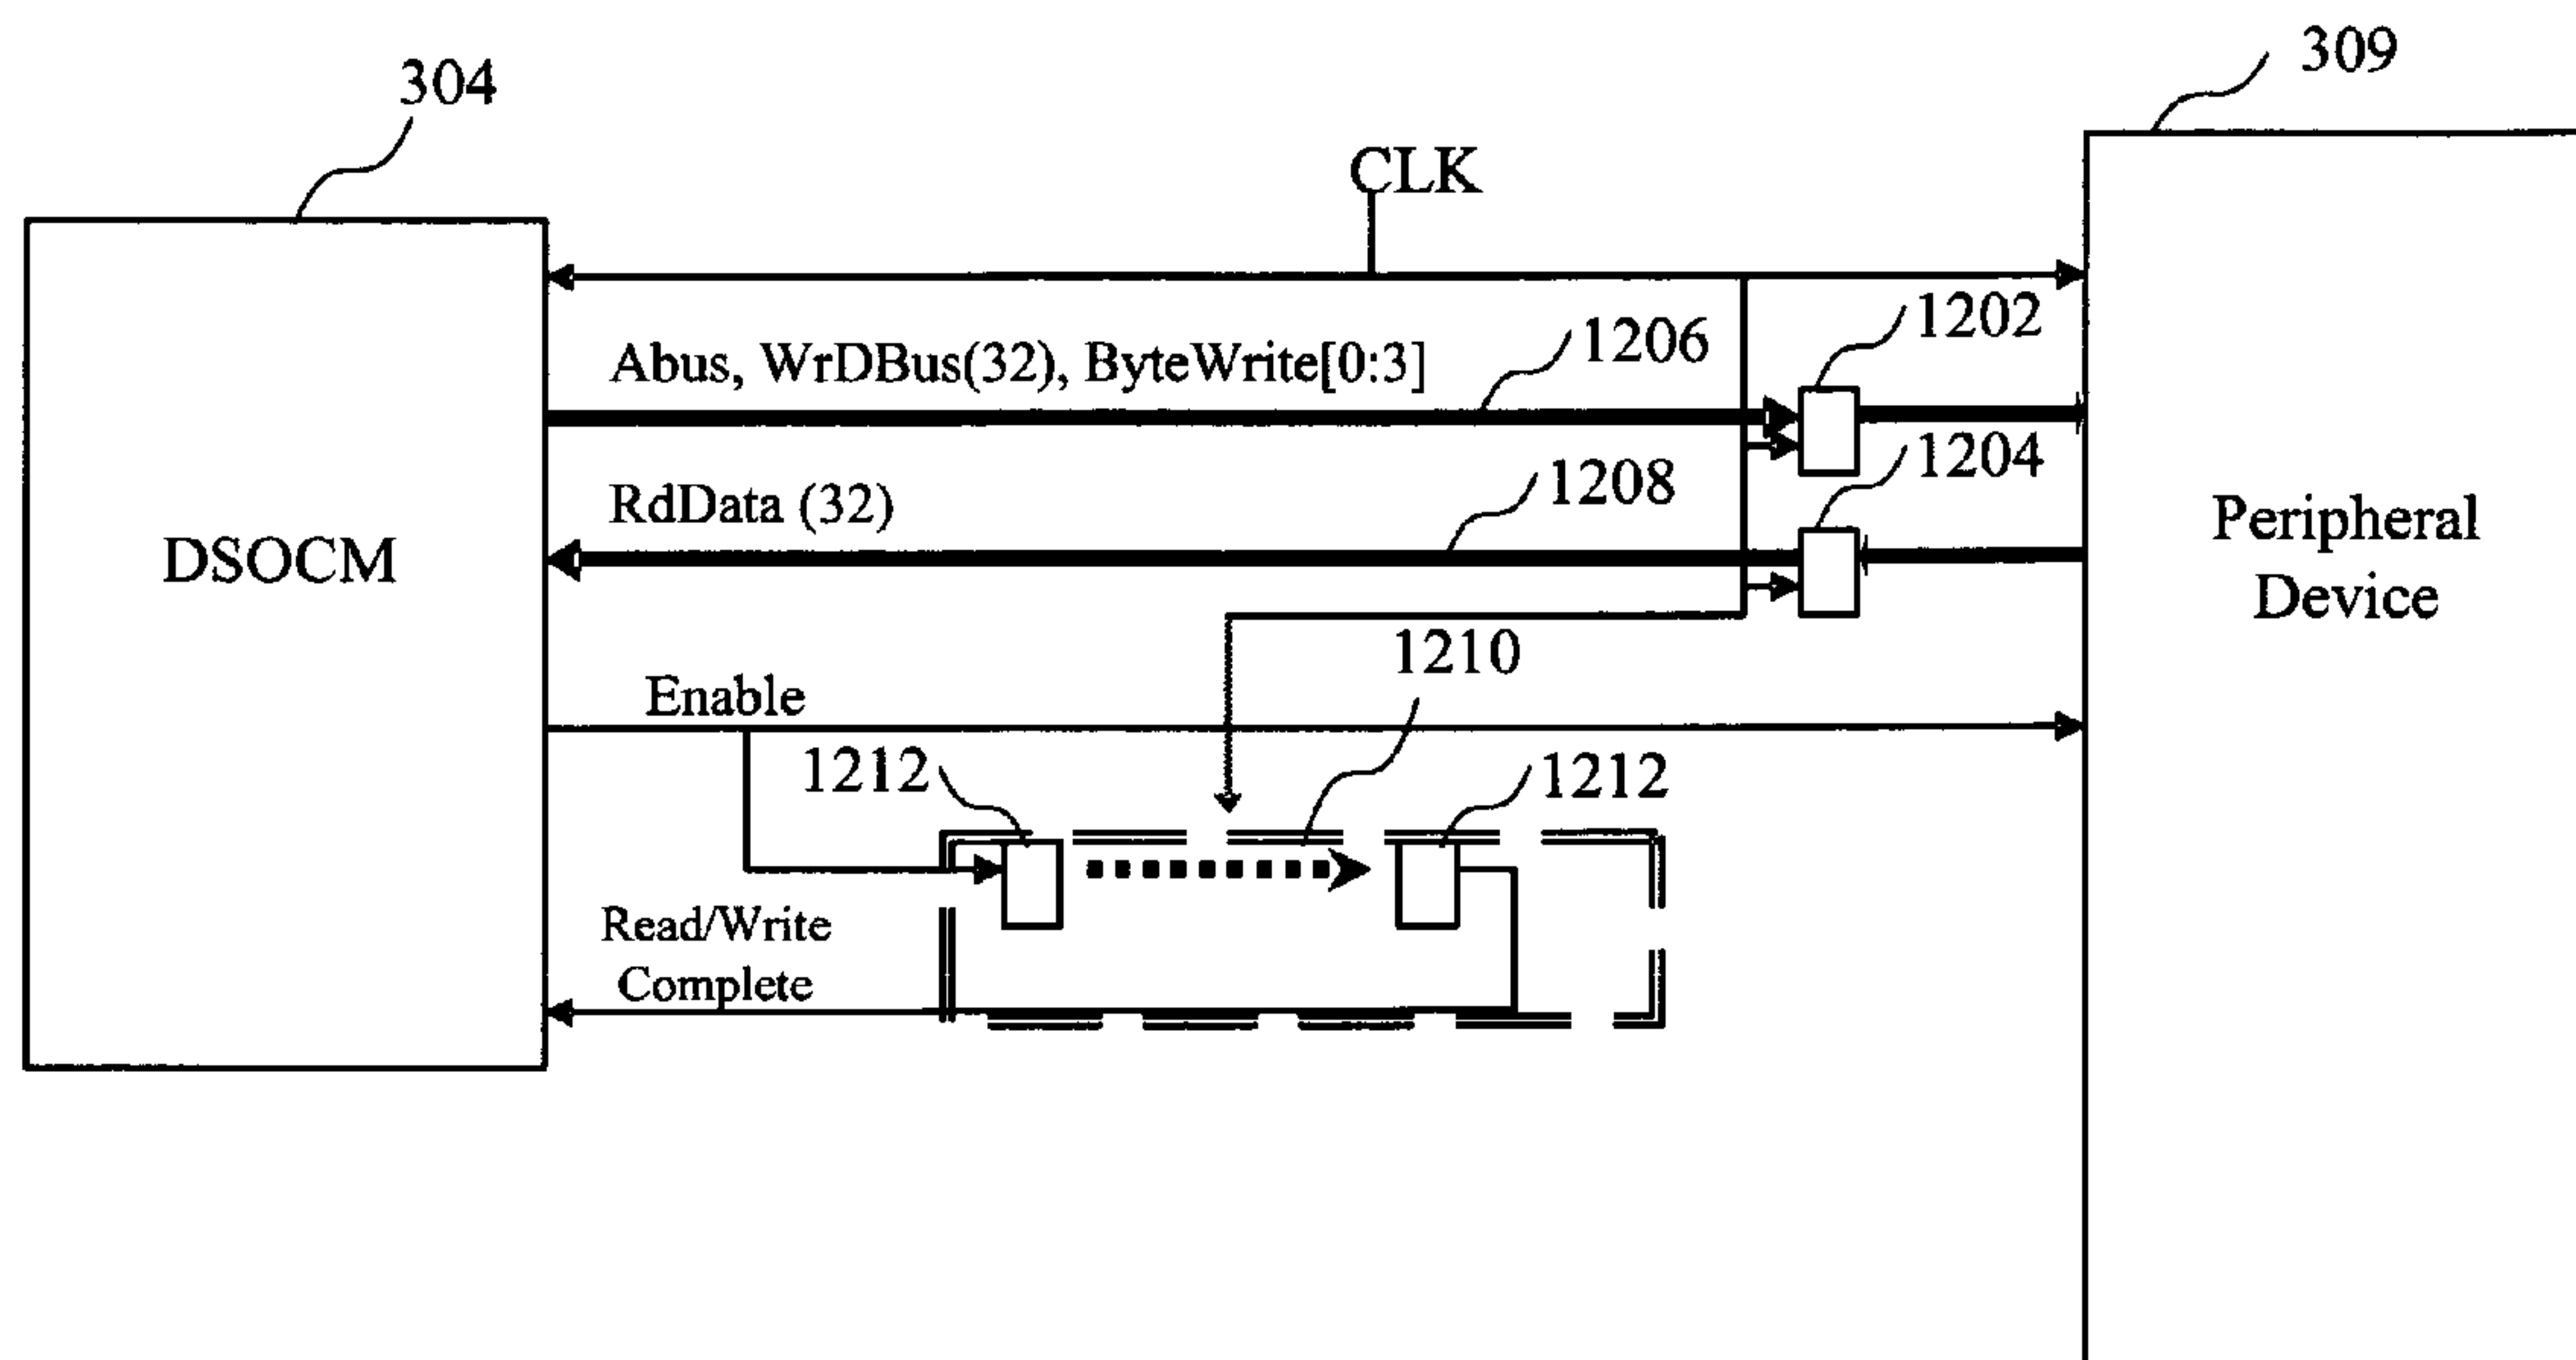 304
309
CLK
1202
Abus, WrDBus(32), ByteWrite[0:3]
1206
1204
RdData (32)
1208
DSOCM
Peripheral
Device
1210
Enable
1212
1212
Read/Write
Complete